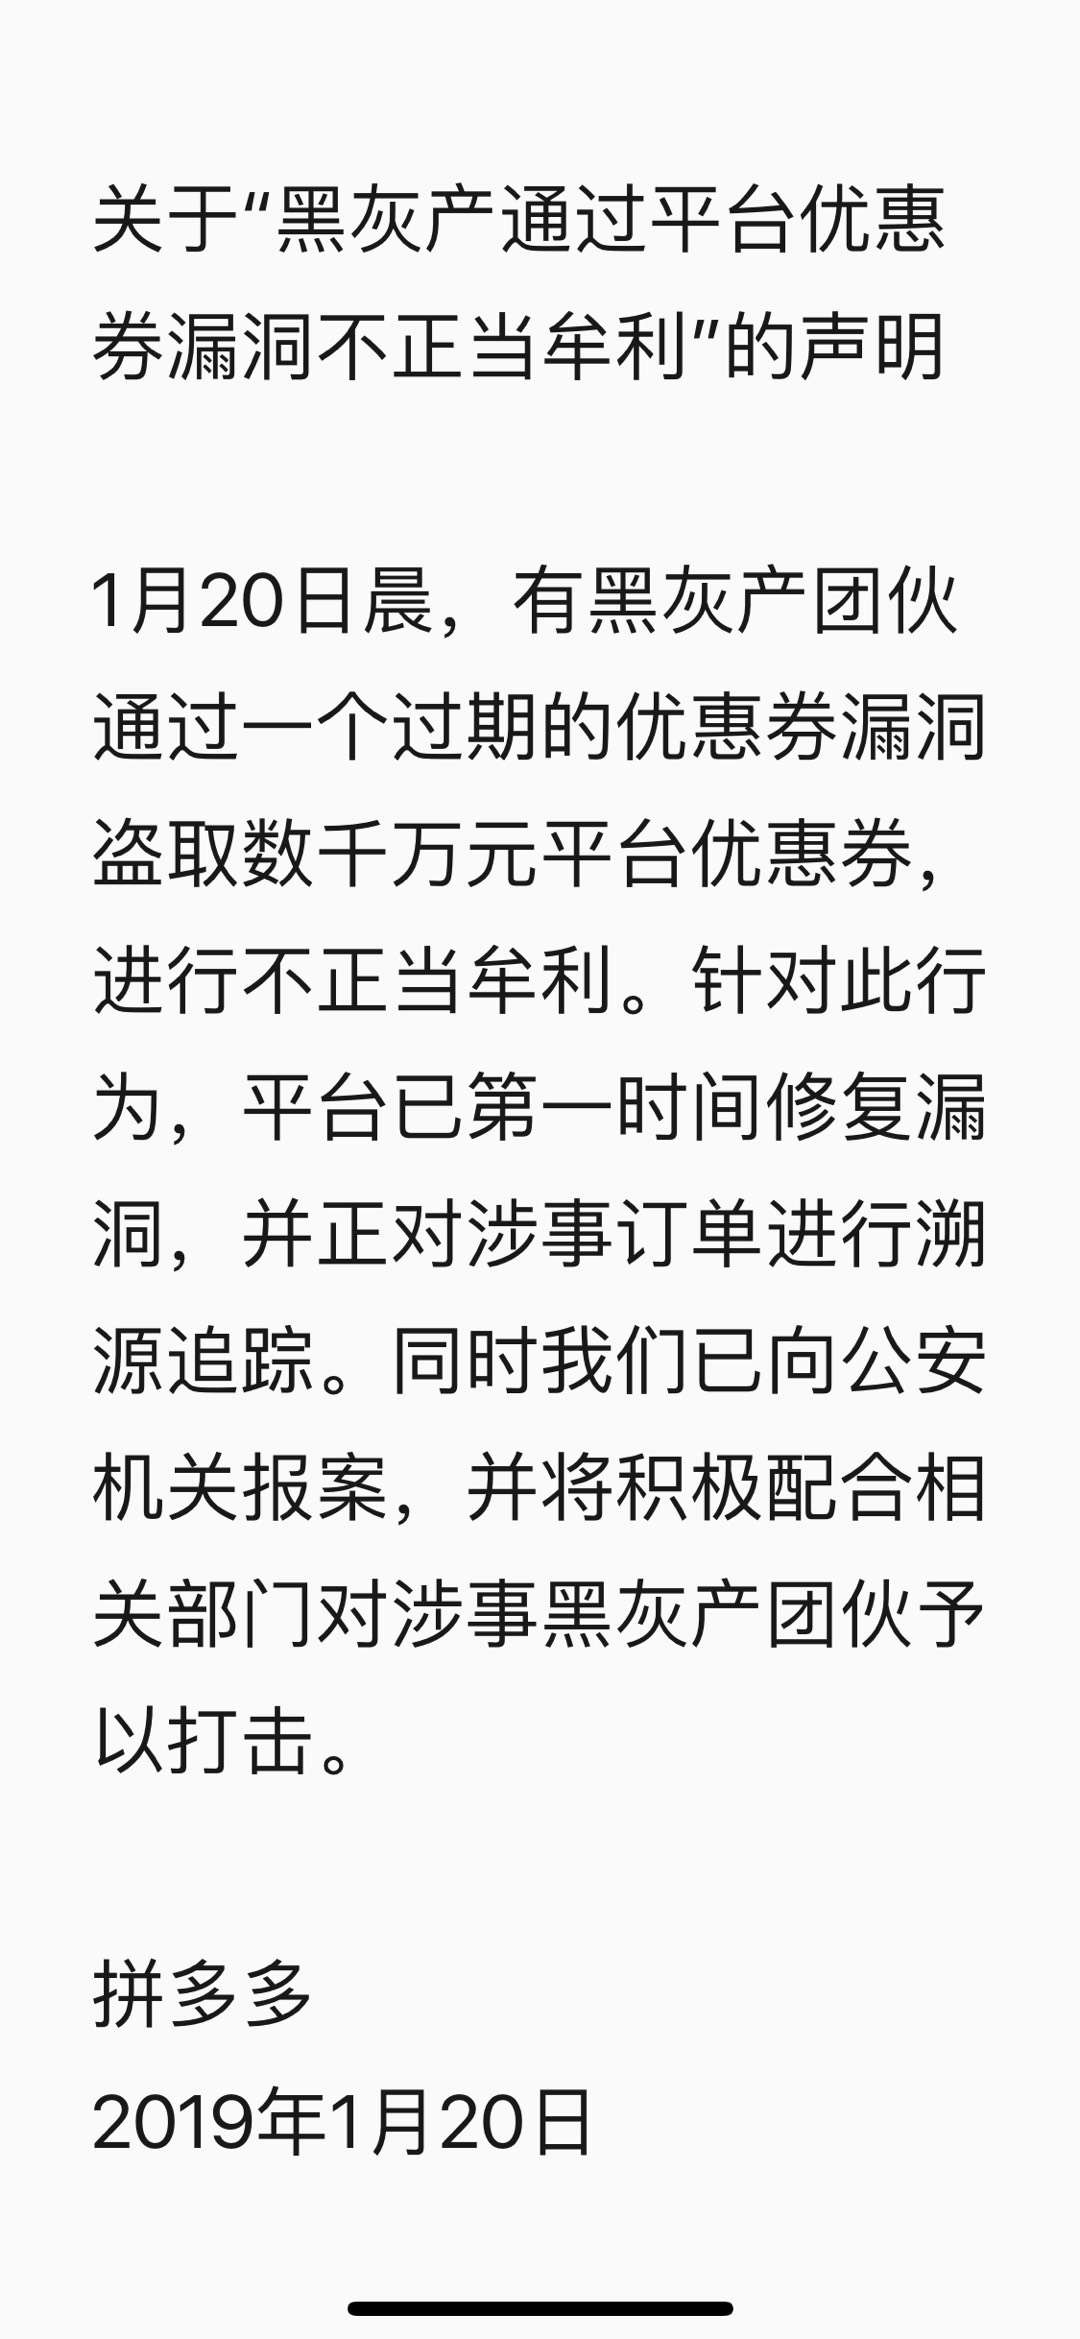 关于“黑灰产通过平台优惠
券漏洞不正当牟利”的声明
1月20日晨，有黑灰产团伙
通过一个过期的优惠券漏洞
盗取数千万元平台优惠券，
进行不正当牟利。针对此行
为，平台已第一时间修复漏
洞，并正对涉事订单进行溯
源追踪。同时我们已向公安
机关报案，并将积极配合相
关部门对涉事黑灰产团伙予
以打击。
拼多多
2019年1月20日